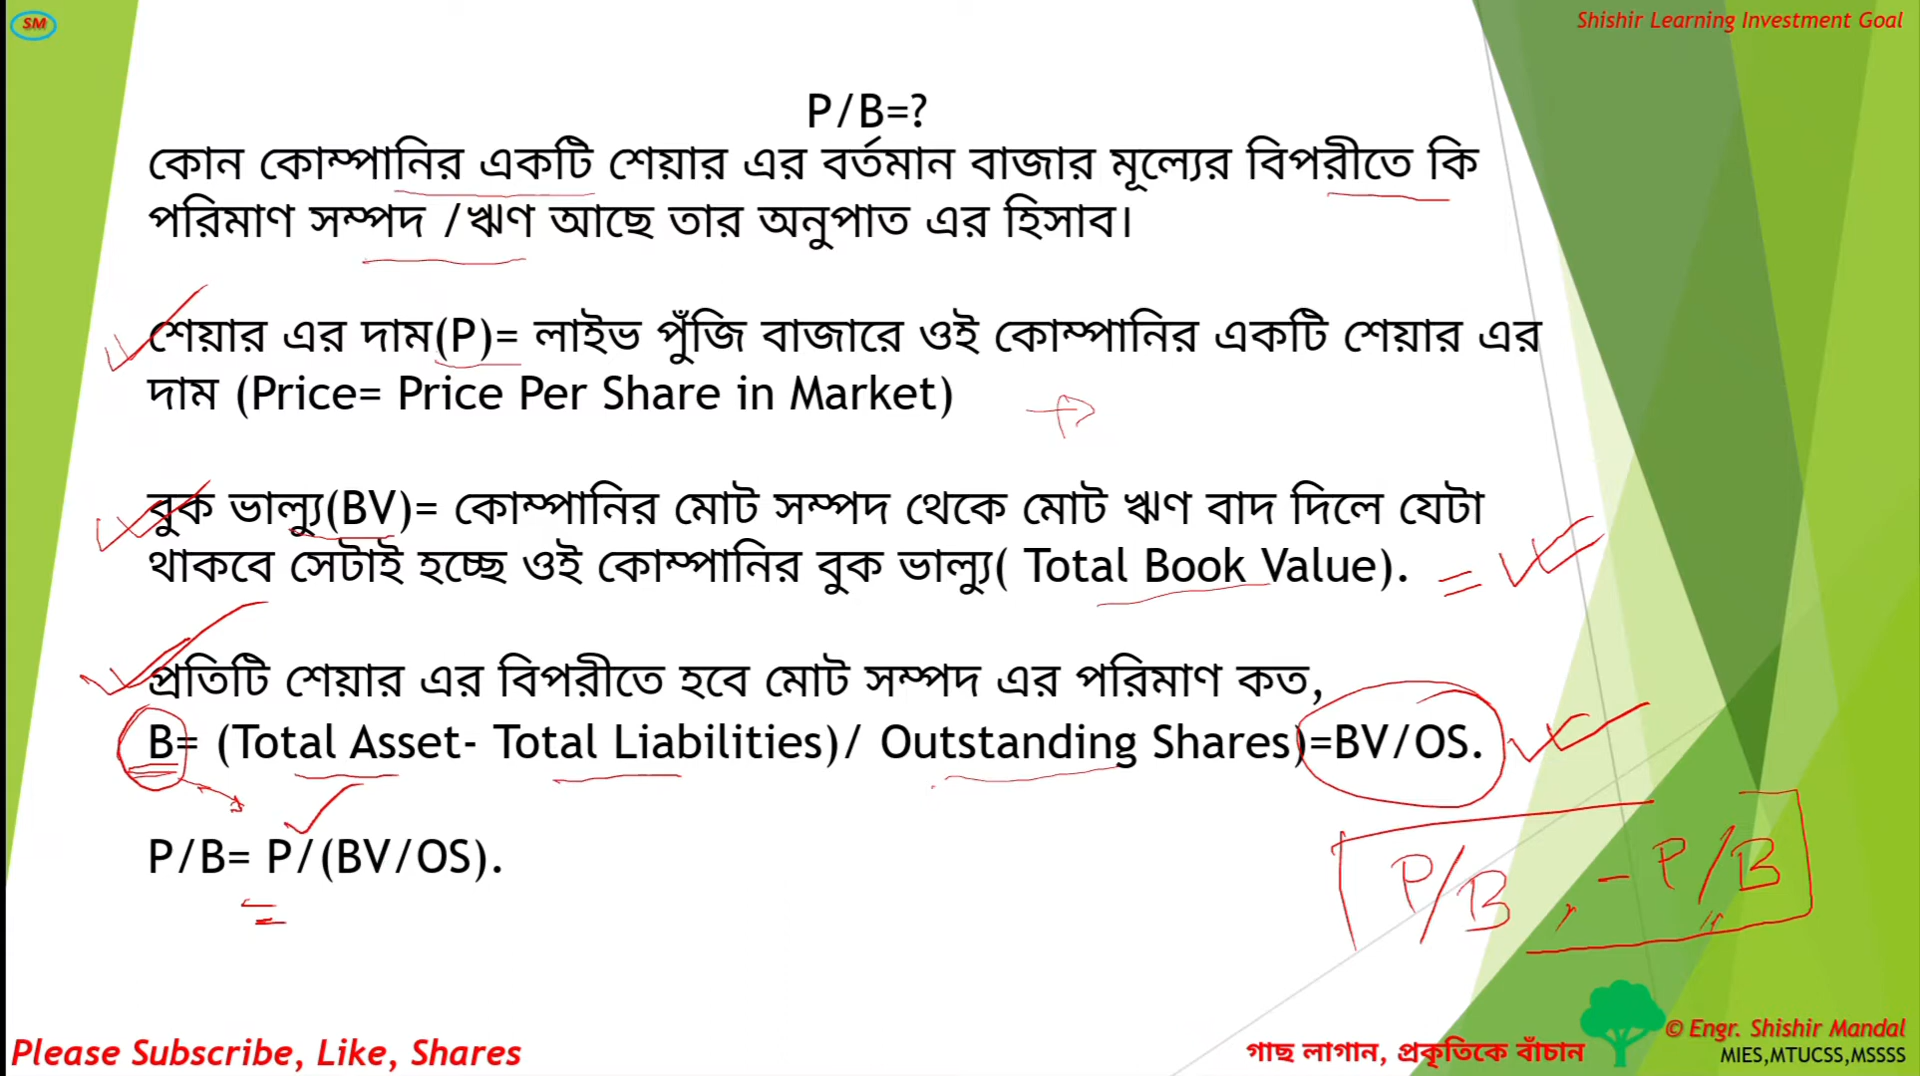 SM
Shishir Learning Investment Goal
P/B=?
কোন কোম্পানির একটি শেয়ার এর বর্তমান বাজার মূল্যের বিপরীতে কি
পরিমাণ সম্পদ /ঋণ আছে তার অনুপাত এর হিসাব।
শেয়ার এর দাম(P)= লাইভ পুঁজি বাজারে ওই কোম্পানির একটি শেয়ার এর
দাম (Price= Price Per Share in Market)
বুক ভাল্যু(BV)= কোম্পানির মোট সম্পদ থেকে মোট ঋণ বাদ দিলে যেটা
থাকবে সেটাই হচ্ছে ওই কোম্পানির বুক ভাল্যু( Total Book Value).
প্রতিটি শেয়ার এর বিপরীতে হবে মোট সম্পদ এর পরিমাণ কত,
B= (Total Asset- Total Liabilities)/ Outstanding Shares)=BV/OS.
P/B= P/(BV/OS).
P/B = P/B
Please Subscribe, Like, Shares
গাছ লাগান, প্রকৃতিকে বাঁচান
© Engr. Shishir Mandal
MIES,MTUCSS,MSSSS